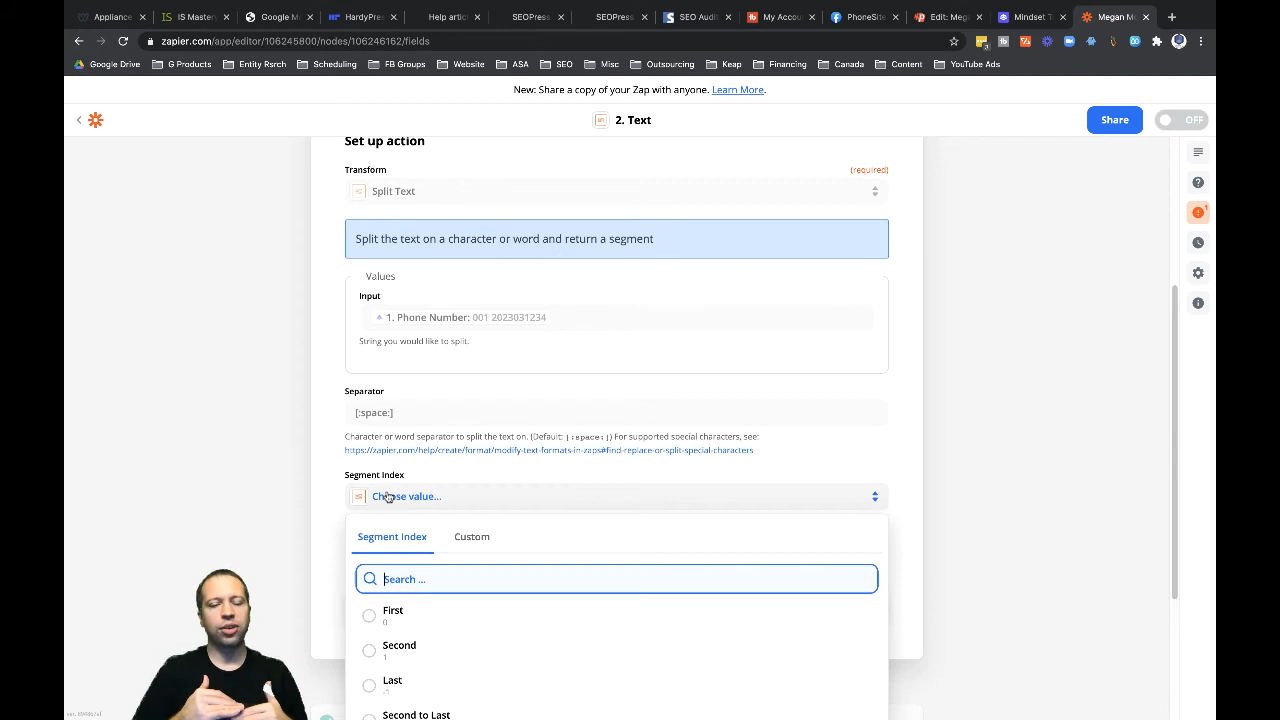 Appliance
IS Master
Google M
HardyPres
Help artic
SEOPress
SEOPres
SEO Audit
My Accou
PhoneSite
Edit: Meg
Mindset T
Megan Mo
zapier.com/app/editor/106245800/nodes/106246162/fields
Google Drive
G Products
Entity Rsrch
Scheduling
FB Groups
Website
ASA
SEO
Misc
Outsourcing
Keap
Financing
Canada
Content
YouTube Ads
New: Share a copy of your Zap with anyone. Learn More.
2. Text
Share
OFF
Set up action
Transform
(required)
Split Text
Split the text on a character or word and return a segment
Values
Input
1. Phone Number: 001 2023031234
String you would like to split.
Separator
[:space:]
Character or word separator to split the text on. (Default: [:space:]) For supported special characters, see:
https://zapier.com/help/create/format/modify-text-formats-in-zaps#find-replace-or-split-special-characters
Segment Index
Choose value...
Segment Index
Custom
Search ...
First
0
Second
1
Last
-1
Second to Last